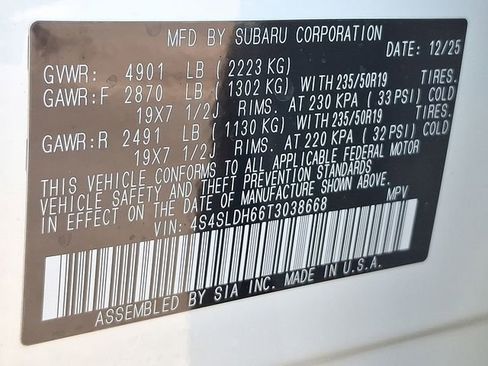 MFD BY SUBARU CORPORATION
DATE: 12/25
GVWR: 4901 LB (2223 KG)
GAWR:F 2870 LB (1302 KG) WITH 235/50R19 TIRES.
19X7 1/2J RIMS. AT 230 KPA (33 PSI) COLD
GAWR:R 2491 LB (1130 KG) WITH 235/50R19 TIRES.
19X7 1/2J RIMS. AT 220 KPA (32 PSI) COLD
THIS VEHICLE CONFORMS TO ALL APPLICABLE FEDERAL MOTOR
VEHICLE SAFETY AND THEFT PREVENTION STANDARDS
IN EFFECT ON THE DATE OF MANUFACTURE SHOWN ABOVE.
VIN: 4S4SLDH66T3038668 MPV
ASSEMBLED BY SIA INC. MADE IN U.S.A.